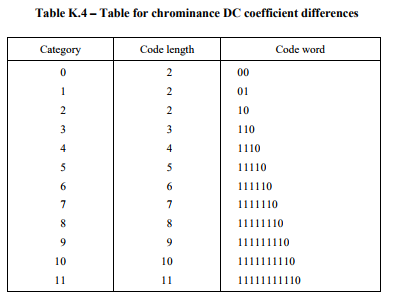 Table K.4 – Table for chrominance DC coefficient differences
Category Code length Code word
0 2 00
1 2 01
2 2 10
3 3 110
4 4 1110
5 5 11110
6 6 111110
7 7 1111110
8 8 11111110
9 9 111111110
10 10 1111111110
11 11 11111111110